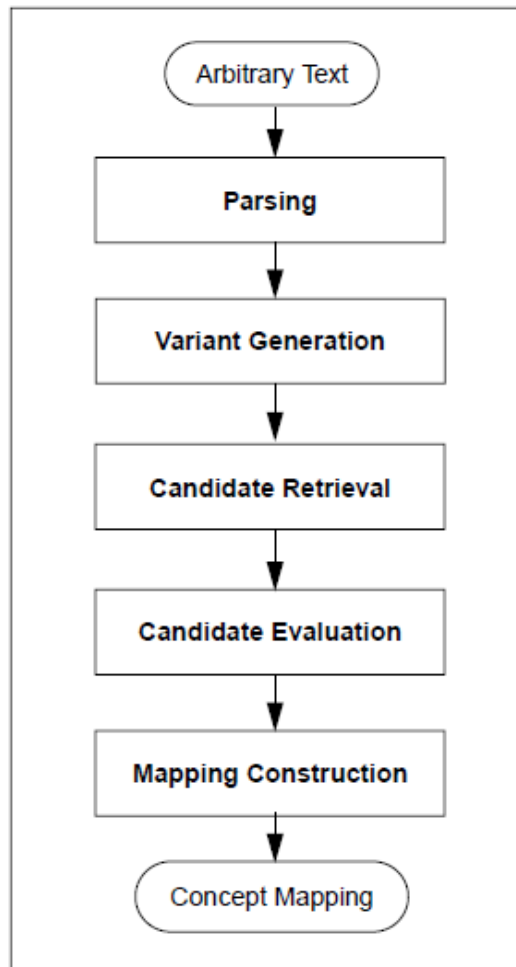 Arbitrary Text
Parsing
Variant Generation
Candidate Retrieval
Candidate Evaluation
Mapping Construction
Concept Mapping